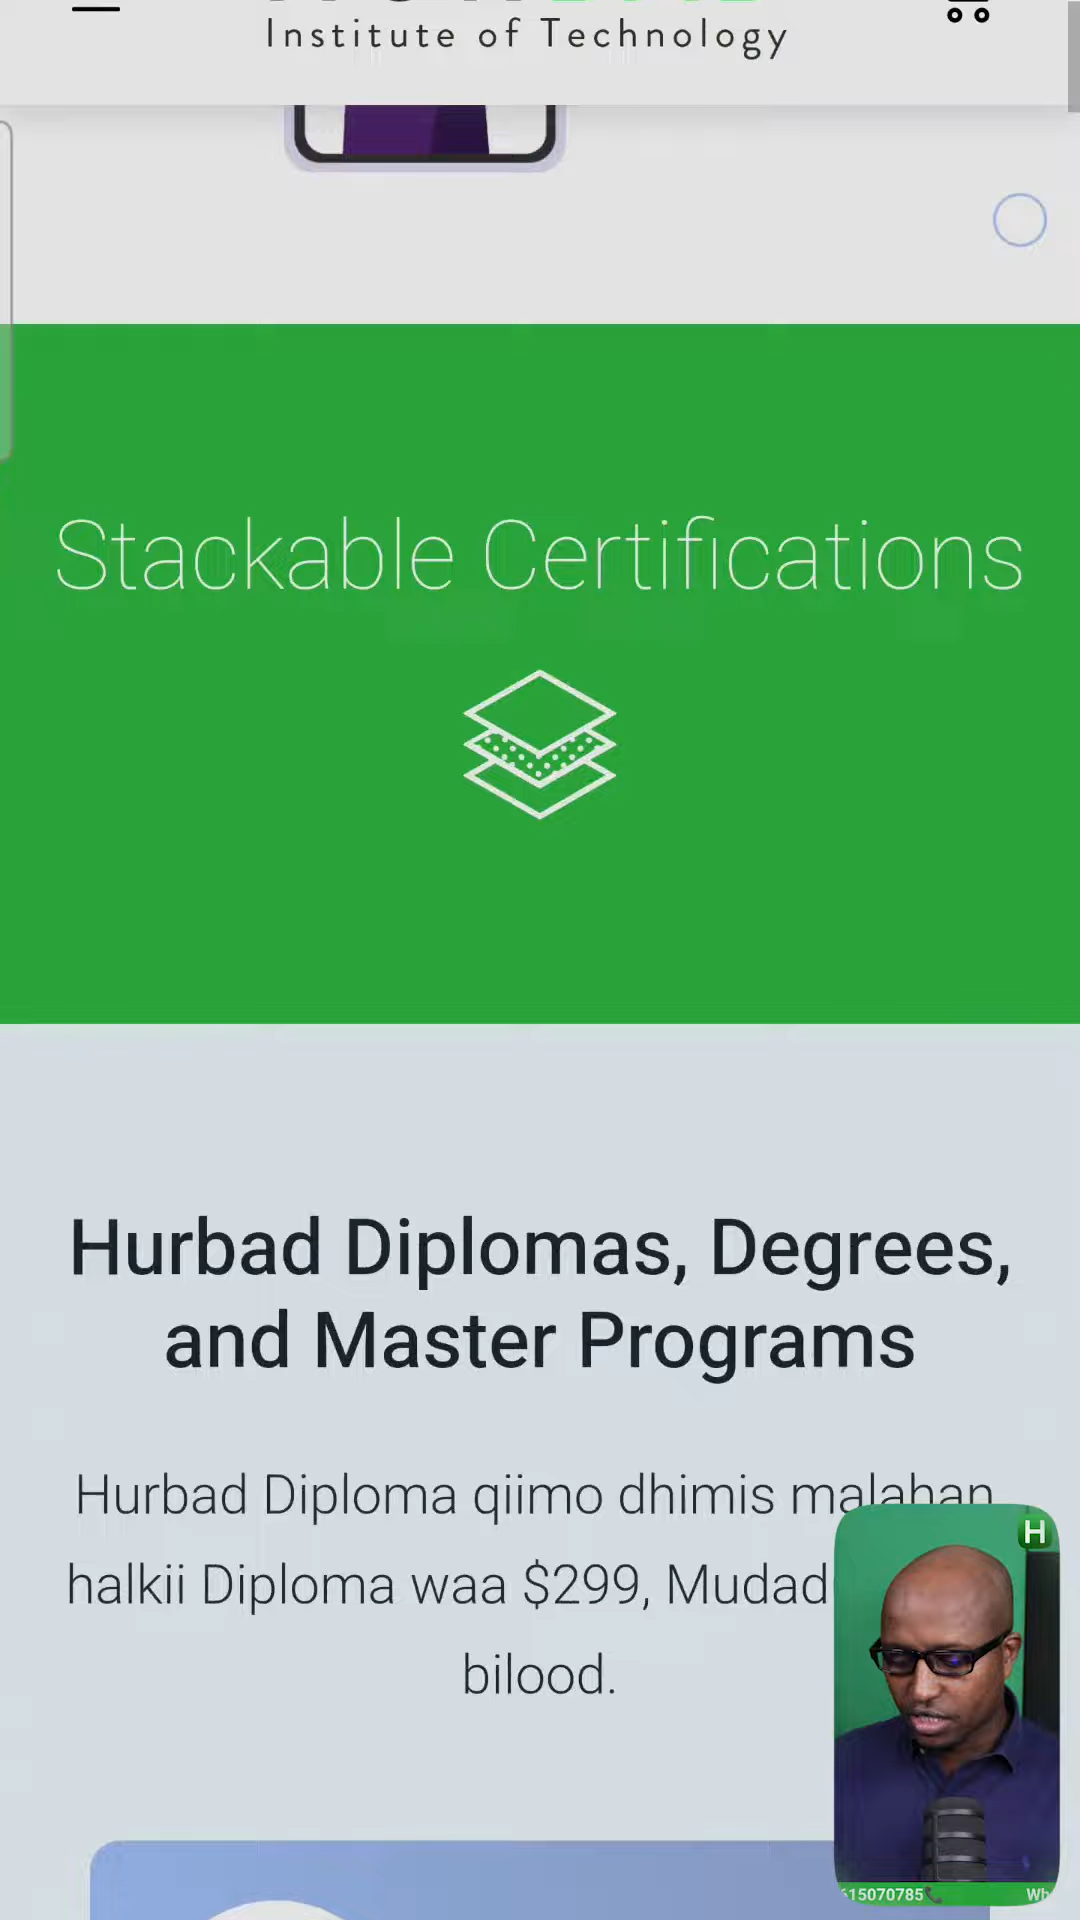 Institute of Technology
Stackable Certifications
Hurbad Diplomas, Degrees,
and Master Programs
Hurbad Diploma qiimo dhimis malahan
halkii Diploma waa $299, Mudad
bilood.
H
615070785